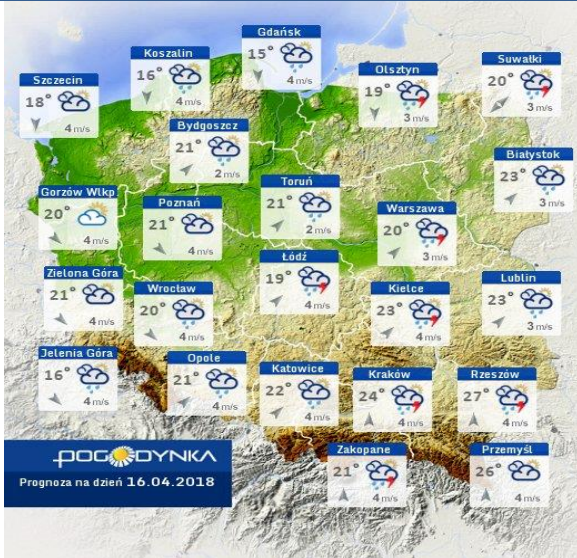 Gdańsk
15°
4 m/s
Koszalin
16°
4 m/s
Szczecin
18°
4 m/s
Olsztyn
19°
3 m/s
Suwałki
20°
3 m/s
Bydgoszcz
21°
2 m/s
Białystok
23°
3 m/s
Gorzów Wlkp
20°
4 m/s
Poznań
21°
4 m/s
Toruń
21°
2 m/s
Warszawa
20°
3 m/s
Zielona Góra
21°
4 m/s
Wrocław
20°
4 m/s
Łódź
19°
4 m/s
Kielce
23°
4 m/s
Lublin
23°
3 m/s
Jelenia Góra
16°
4 m/s
Opole
21°
4 m/s
Katowice
22°
4 m/s
Kraków
24°
4 m/s
Rzeszów
27°
4 m/s
Zakopane
21°
4 m/s
Przemyśl
26°
4 m/s
POGODYNKA
Prognoza na dzień 16.04.2018